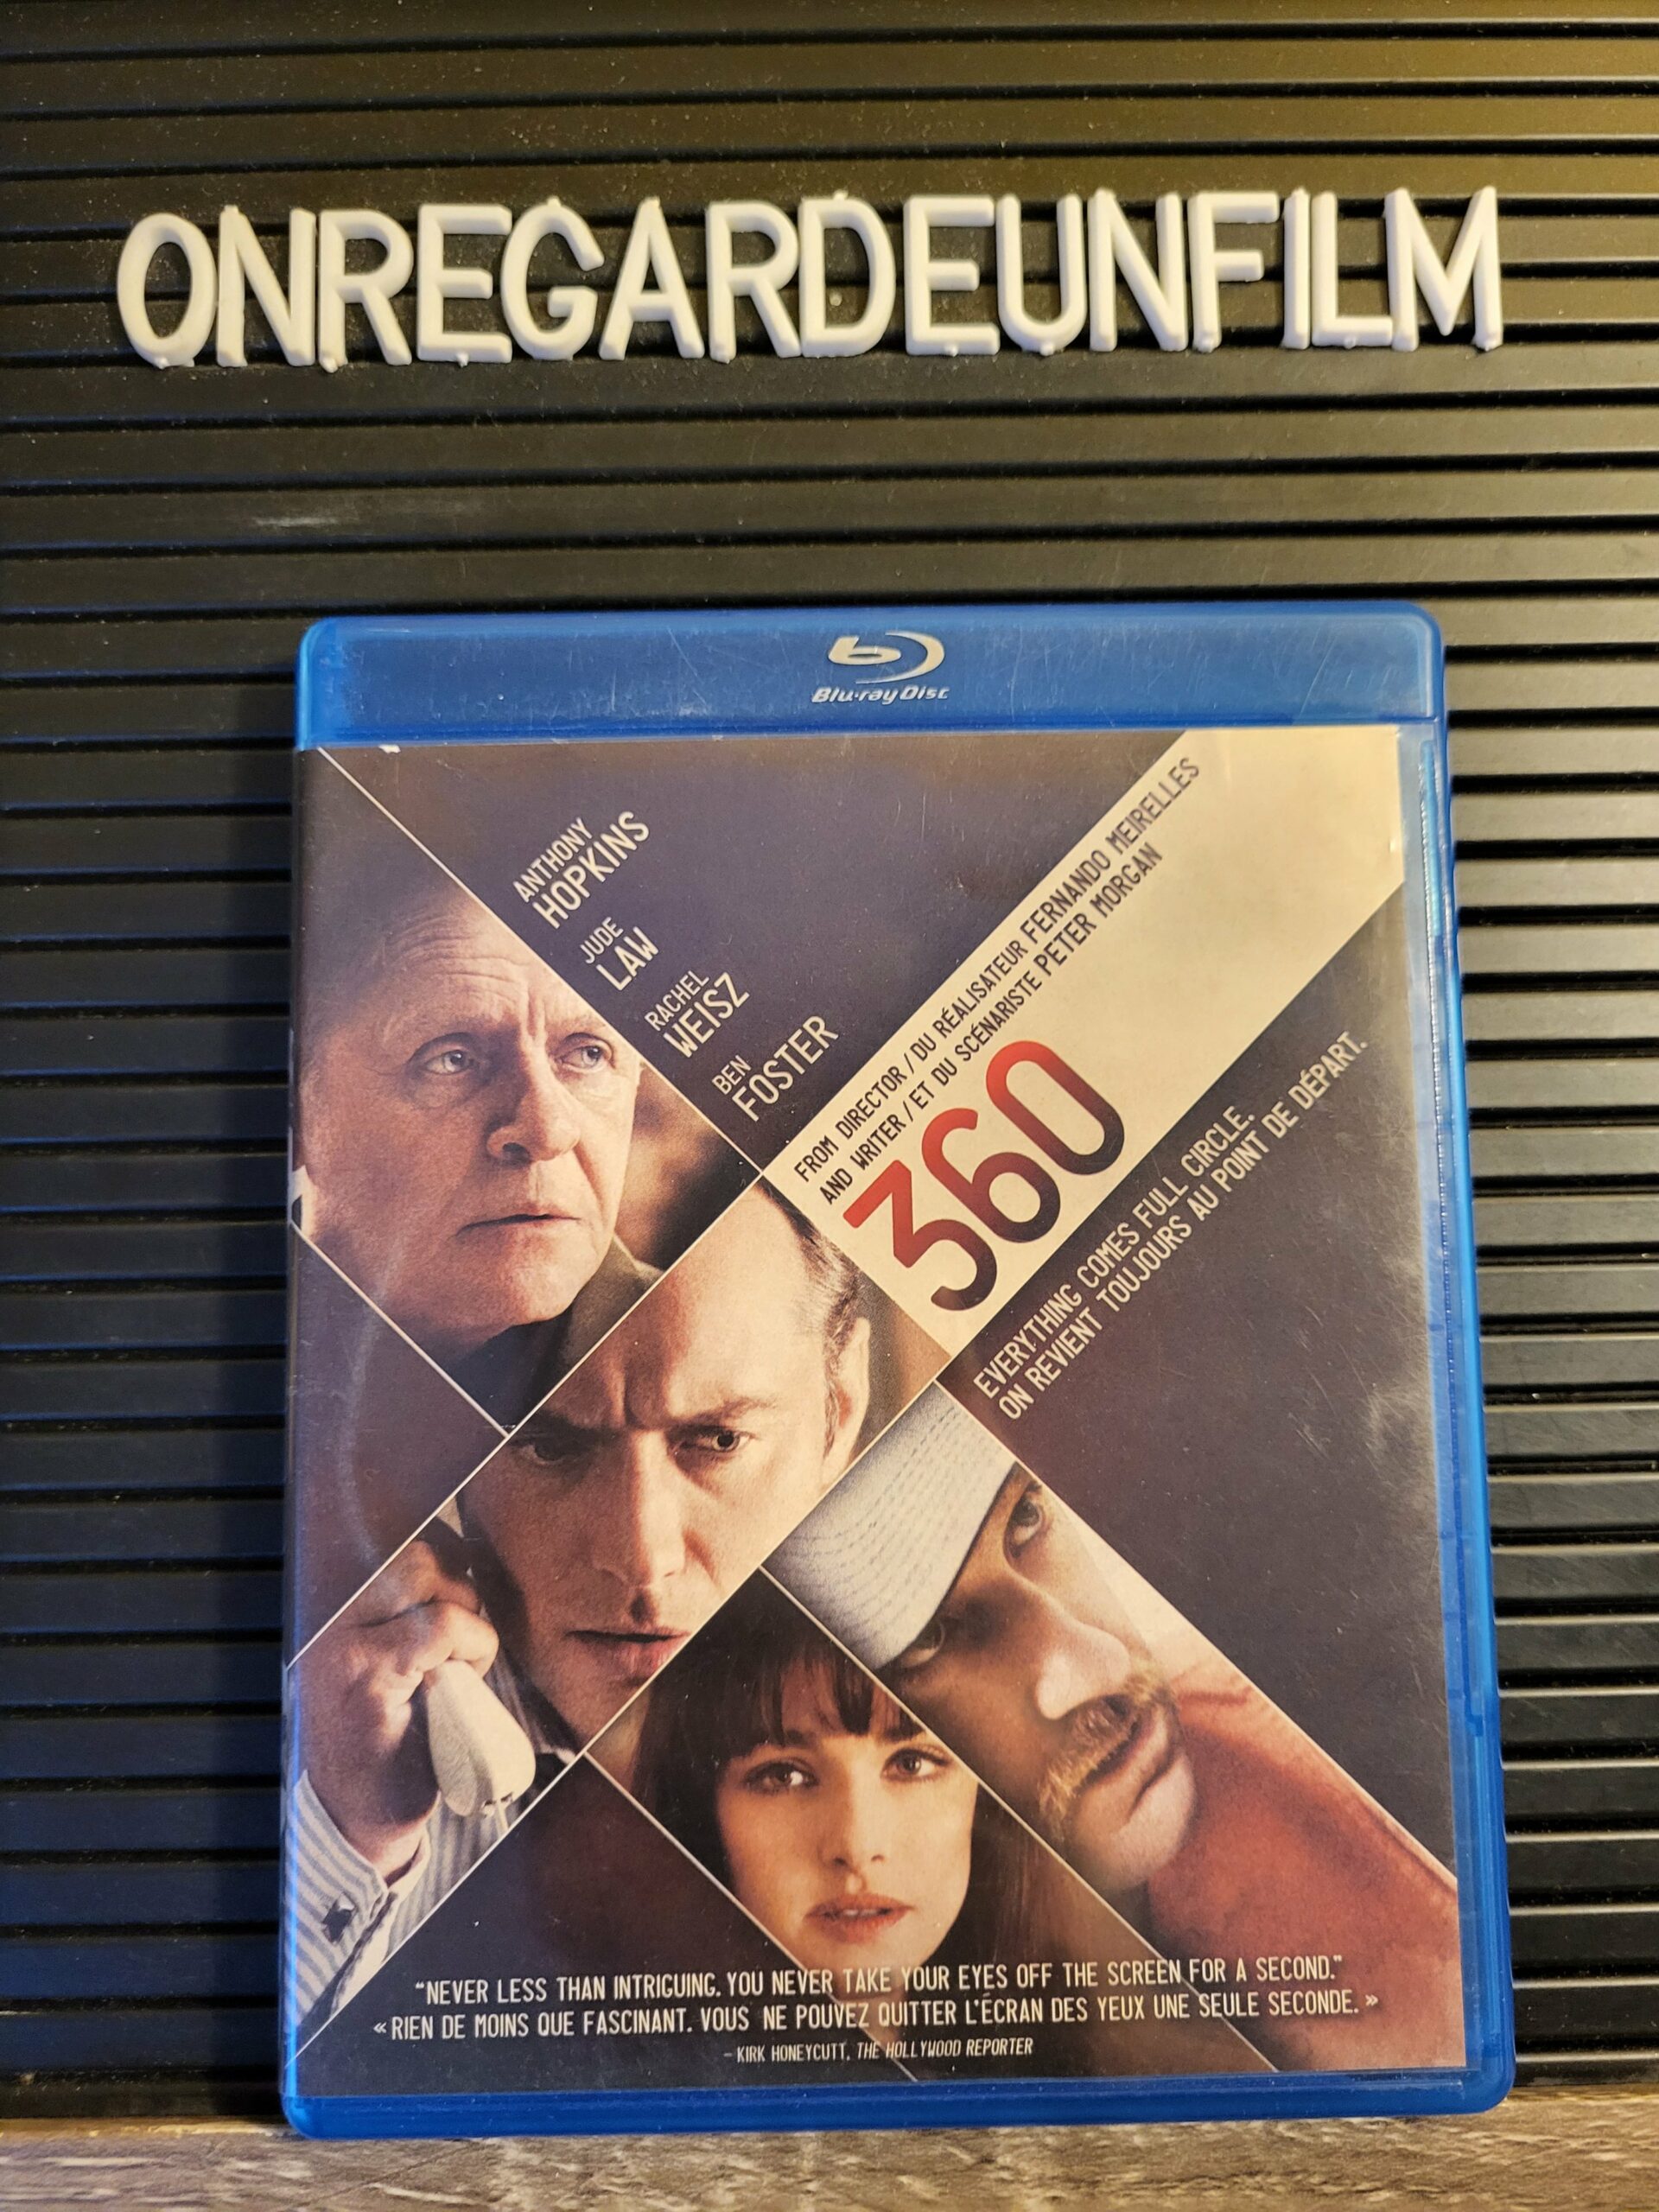 ONREGARDEUNFILM
Blu-ray Disc
ANTHONY
HOPKINS
JUDE
LAW
RACHEL
WEISZ
BEN
FOSTER
FROM DIRECTOR / DU RÉALISATEUR FERNANDO MEIRELLES
AND WRITER / ET DU SCÉNARISTE PETER MORGAN
360
EVERYTHING COMES FULL CIRCLE.
ON REVIENT TOUJOURS AU POINT DE DÉPART.
“NEVER LESS THAN INTRIGUING. YOU NEVER TAKE YOUR EYES OFF THE SCREEN FOR A SECOND.”
« RIEN DE MOINS QUE FASCINANT. VOUS NE POUVEZ QUITTER L'ÉCRAN DES YEUX UNE SEULE SECONDE. »
– KIRK HONEYCUTT, THE HOLLYWOOD REPORTER